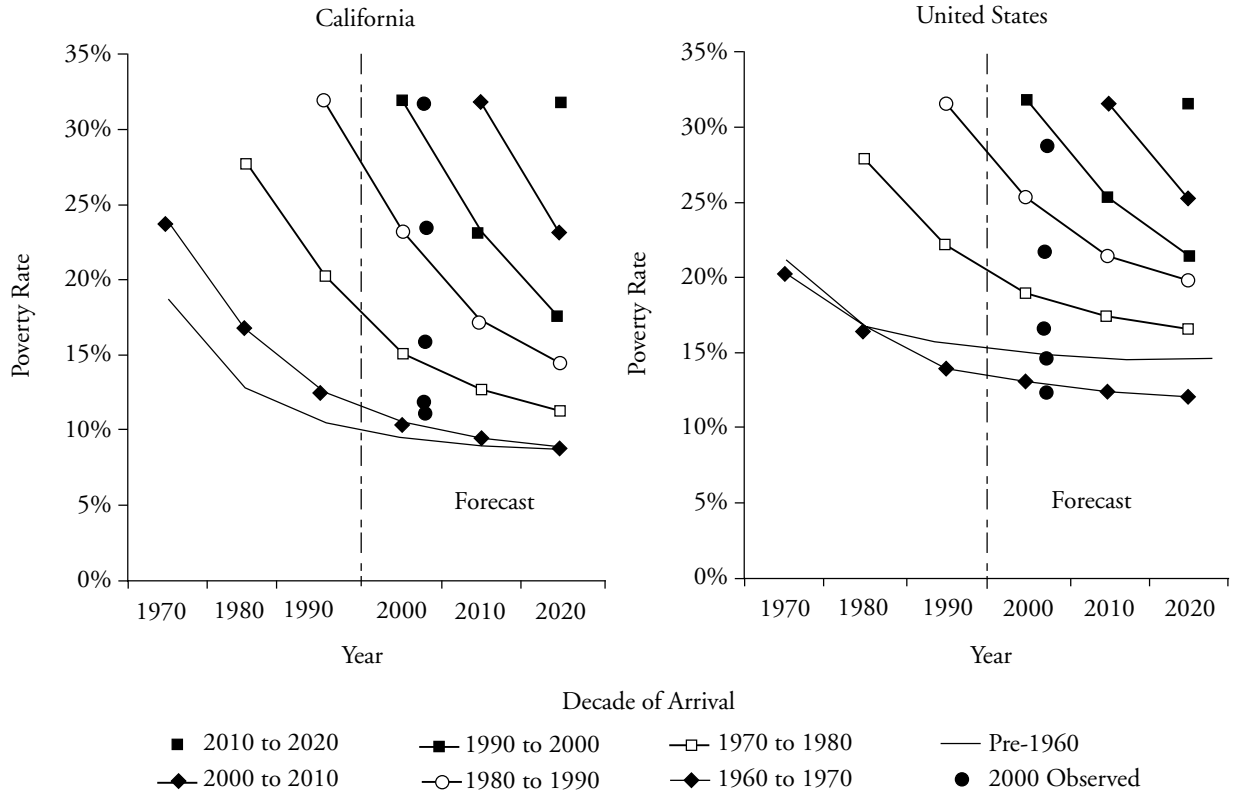 California
35%
30%
25%
20%
15%
10%
5%
0%
Poverty Rate
Forecast
1970 1980 1990 2000 2010 2020
Year
United States
35%
30%
25%
20%
15%
10%
5%
0%
Poverty Rate
Forecast
1970 1980 1990 2000 2010 2020
Year
Decade of Arrival
2010 to 2020 1990 to 2000 1970 to 1980 Pre-1960
2000 to 2010 1980 to 1990 1960 to 1970 2000 Observed